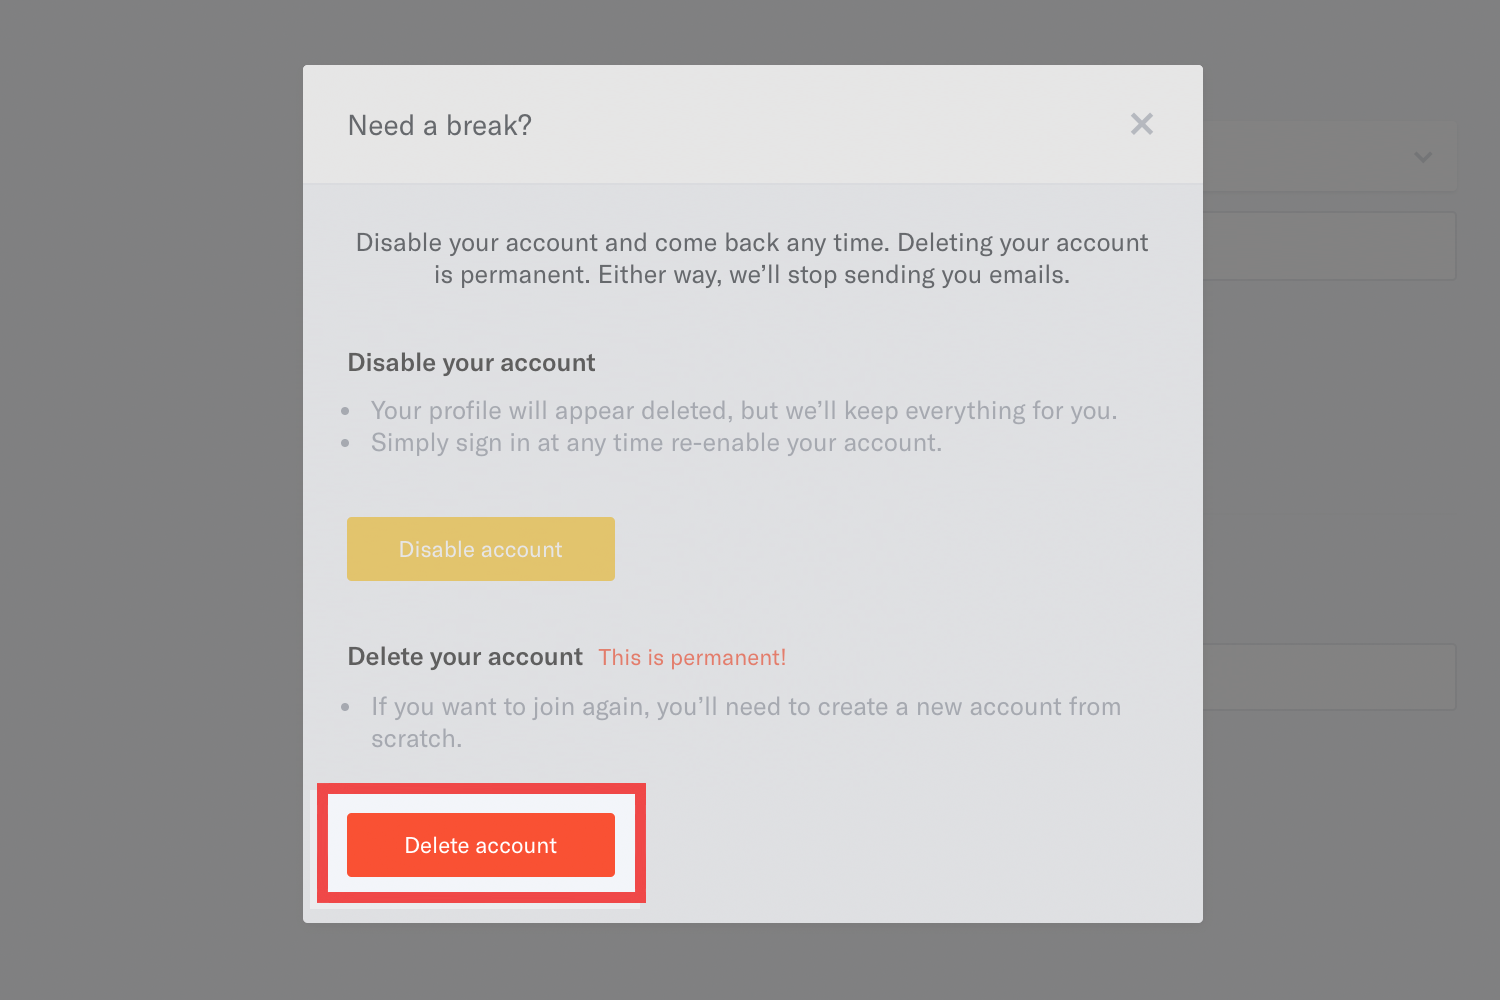 Need a break?
Disable your account and come back any time. Deleting your account
is permanent. Either way, we’ll stop sending you emails.
Disable your account
• Your profile will appear deleted, but we’ll keep everything for you.
• Simply sign in at any time re-enable your account.
Disable account
Delete your account This is permanent!
• If you want to join again, you’ll need to create a new account from
scratch.
Delete account